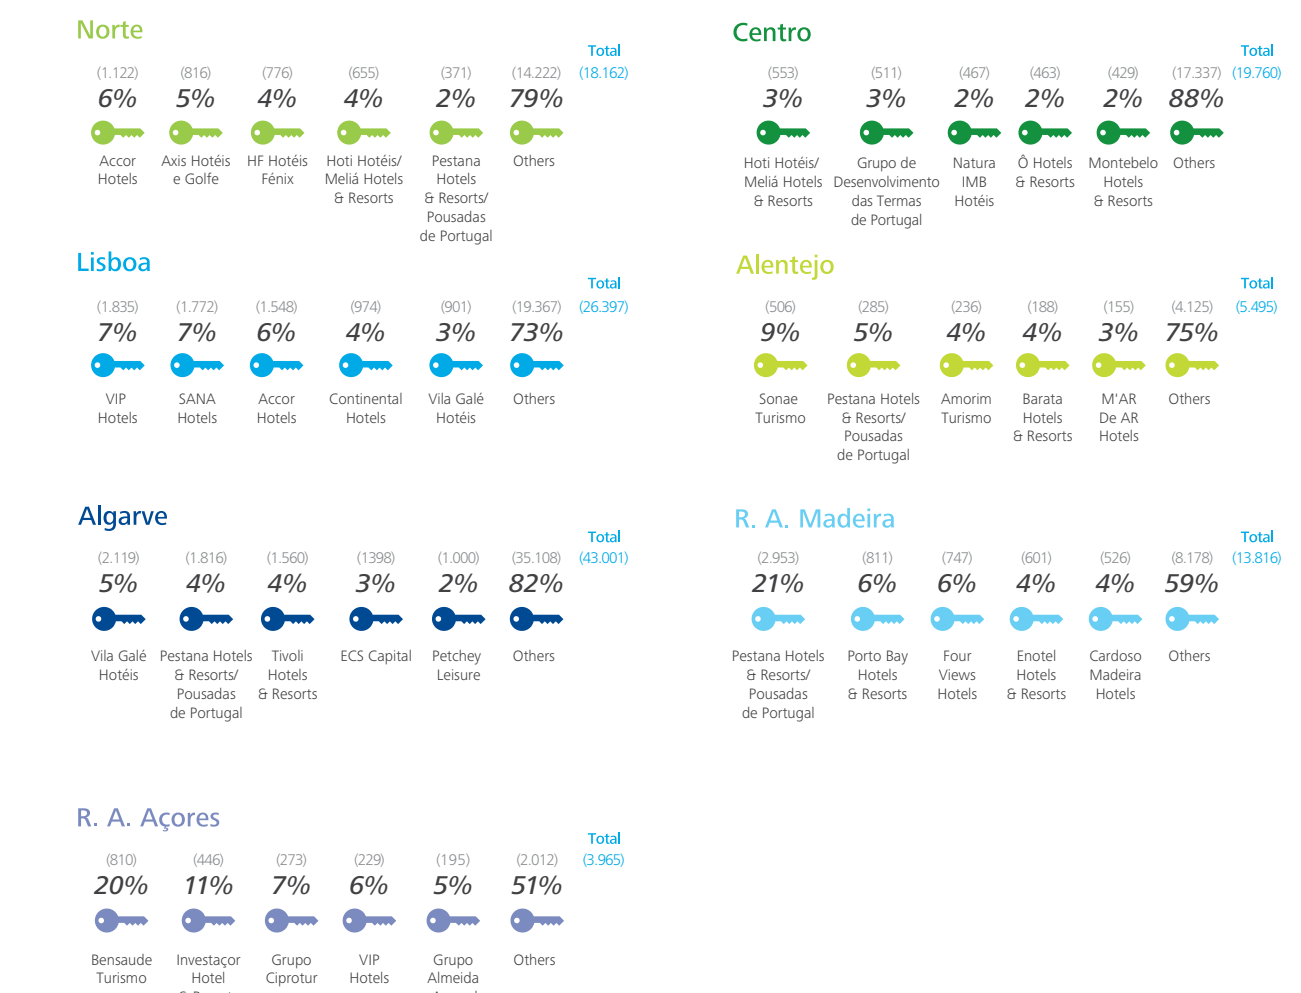 Norte
Total
(1.122) (816) (776) (655) (371) (14.222) (18.162)
6% 5% 4% 4% 2% 79%
Accor Axis Hotéis HF Hotéis Hoti Hotéis/ Pestana Others
Hotels e Golfe Fénix Meliá Hotels Hotels
& Resorts & Resorts/
Pousadas
de Portugal
Centro
Total
(553) (511) (467) (463) (429) (17.337) (19.760)
3% 3% 2% 2% 2% 88%
Hoti Hotéis/ Grupo de Natura Ô Hotels Montebelo Others
Meliá Hotels Desenvolvimento IMB & Resorts Hotels
& Resorts das Termas Hotéis & Resorts
de Portugal
Lisboa
Total
(1.835) (1.772) (1.548) (974) (901) (19.367) (26.397)
7% 7% 6% 4% 3% 73%
VIP SANA Accor Continental Vila Galé Others
Hotels Hotels Hotels Hotels Hotéis
Alentejo
Total
(506) (285) (236) (188) (155) (4.125) (5.495)
9% 5% 4% 4% 3% 75%
Sonae Pestana Hotels Amorim Barata M'AR Others
Turismo & Resorts/ Turismo Hotels De AR
Pousadas & Resorts Hotels
de Portugal
Algarve
Total
(2.119) (1.816) (1.560) (1398) (1.000) (35.108) (43.001)
5% 4% 4% 3% 2% 82%
Vila Galé Pestana Hotels Tivoli ECS Capital Petchey Others
Hotéis & Resorts/ Hotels Leisure
Pousadas & Resorts
de Portugal
R. A. Madeira
Total
(2.953) (811) (747) (601) (526) (8.178) (13.816)
21% 6% 6% 4% 4% 59%
Pestana Hotels Porto Bay Four Enotel Cardoso Others
& Resorts/ Hotels Views Hotels Madeira
Pousadas & Resorts Hotels & Resorts Hotels
de Portugal
R. A. Açores
Total
(810) (446) (273) (229) (195) (2.012) (3.965)
20% 11% 7% 6% 5% 51%
Bensaude Investaçor Grupo VIP Grupo Others
Turismo Hotel Ciprotur Hotels Almeida